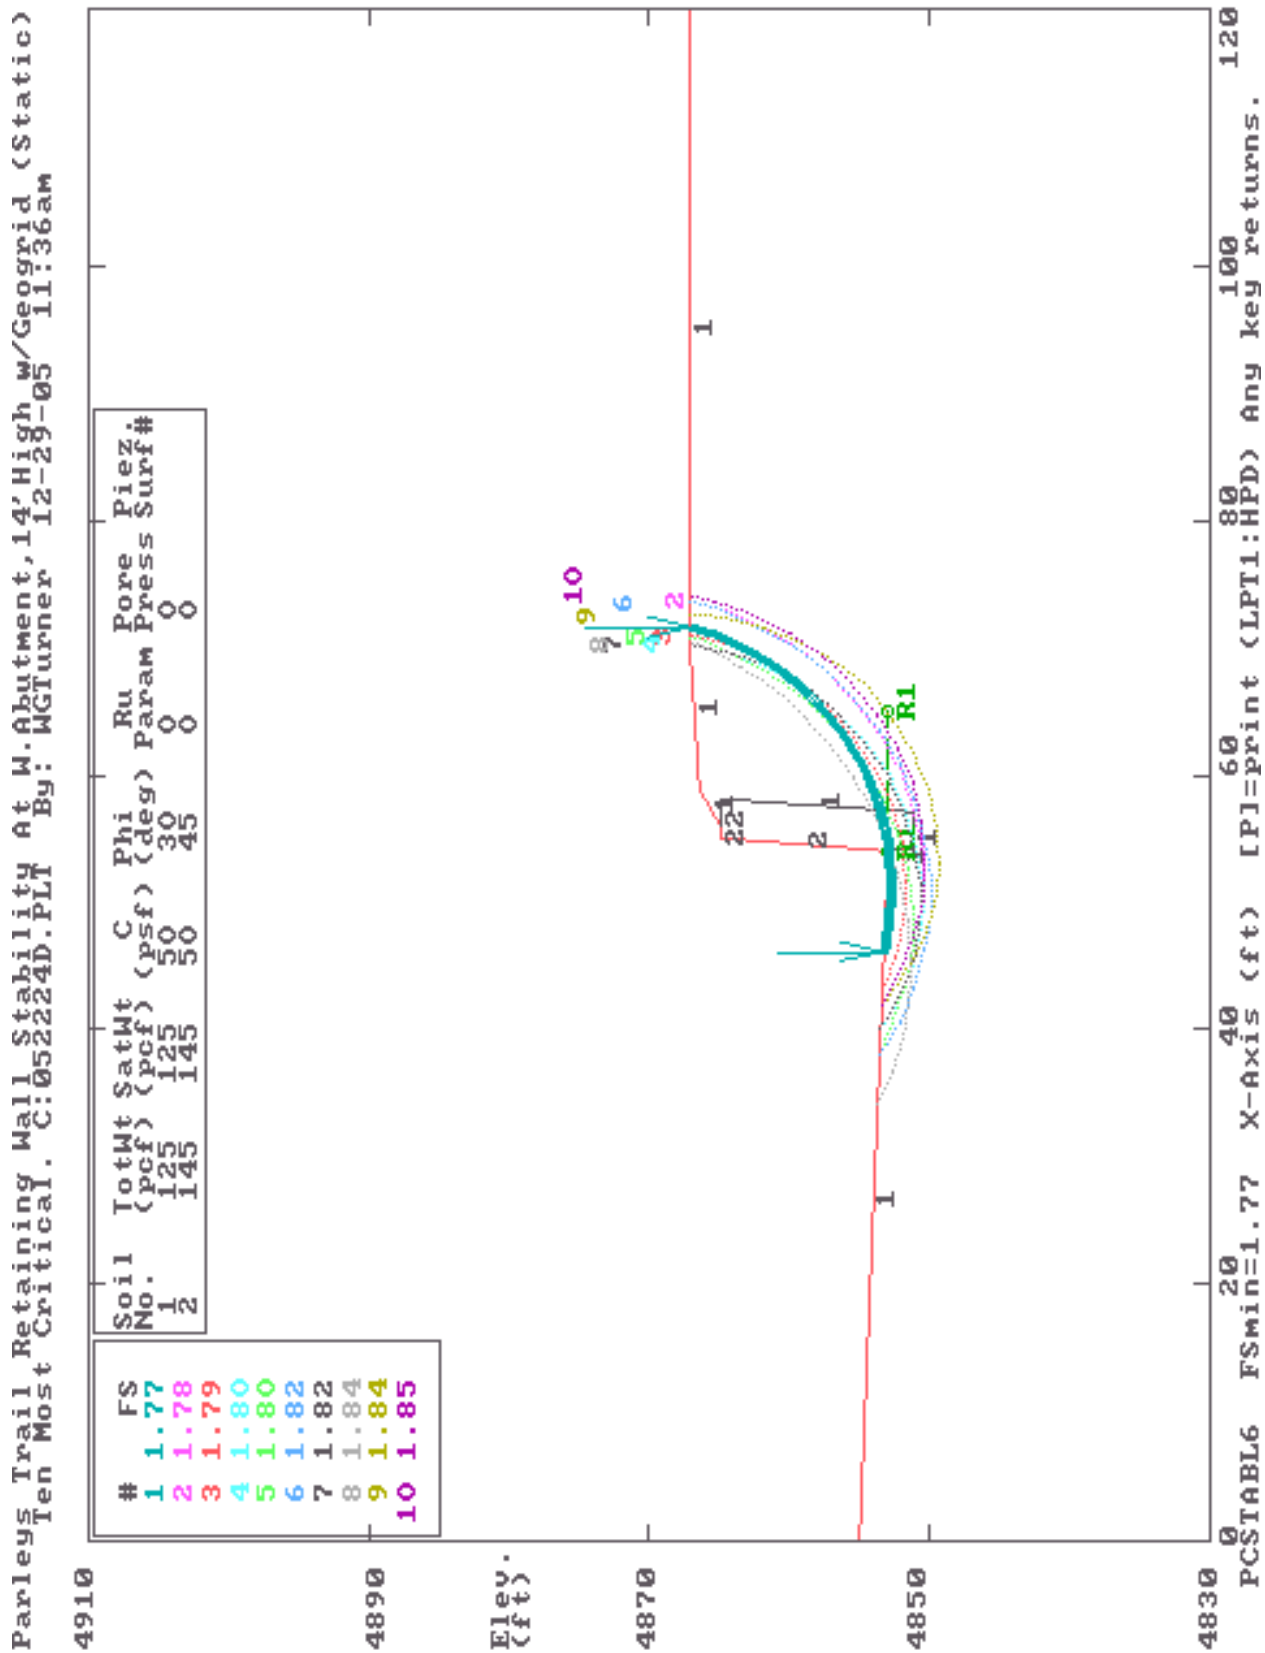 Parleys Trail Retaining Wall Stability At W.Abutment,14'High w/Geogrid (Static)
Ten Most Critical. C:052224D.PLT By: WGTurner 12-29-05 11:36am
# FS
1 1.77
2 1.78
3 1.79
4 1.80
5 1.80
6 1.82
7 1.82
8 1.84
9 1.84
10 1.85
Soil TotWt SatWt C Phi Ru Pore Piez.
No. (pcf) (pcf) (psf) (deg) Param Press Surf#
1 125 125 50 30 0 0
2 145 145 50 45 0 0
4910
4890
Elev.
(ft)
4870
4850
4830
10
9
6
8
7
5
4
3
2
1
1
1
1
22
2
1
R1
1
1
0 20 40 60 80 100 120
PCSTABL6 FSmin=1.77 X-Axis (ft) [P]=print (LPT1:HPD) Any key returns.